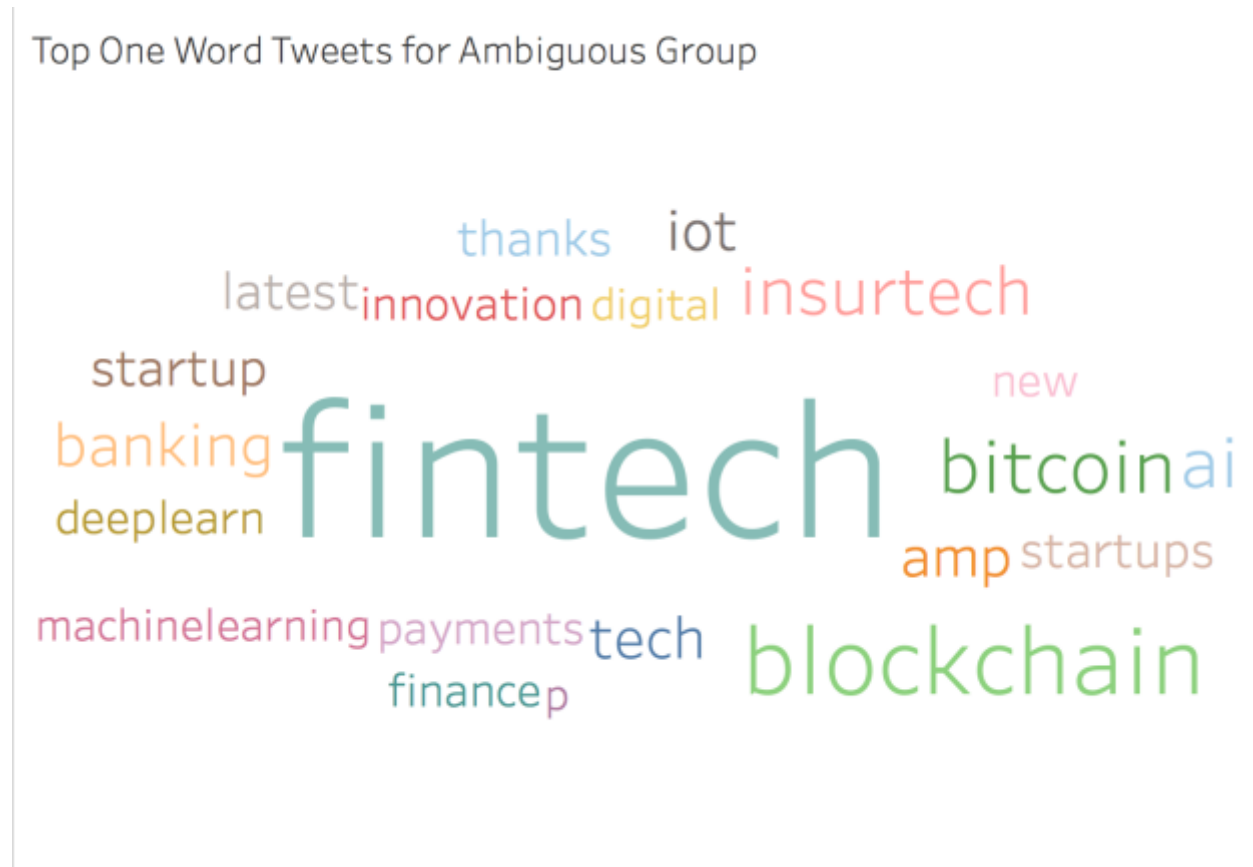 Top One Word Tweets for Ambiguous Group
thanks iot
latest innovation digital insurtech
startup new
banking fintech bitcoin ai
deeplearn amp startups
machinelearning payments tech blockchain
finance p